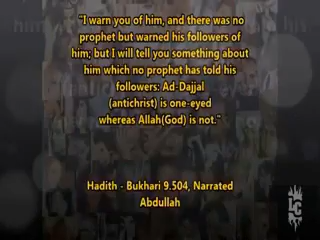 "I warn you of him, and there was no
prophet but warned his followers of
him; but I will tell you something about
him which no prophet has told his
followers: Ad-Dajjal
(antichrist) is one-eyed
whereas Allah(God) is not."
Hadith - Bukhari 9.504, Narrated
Abdullah